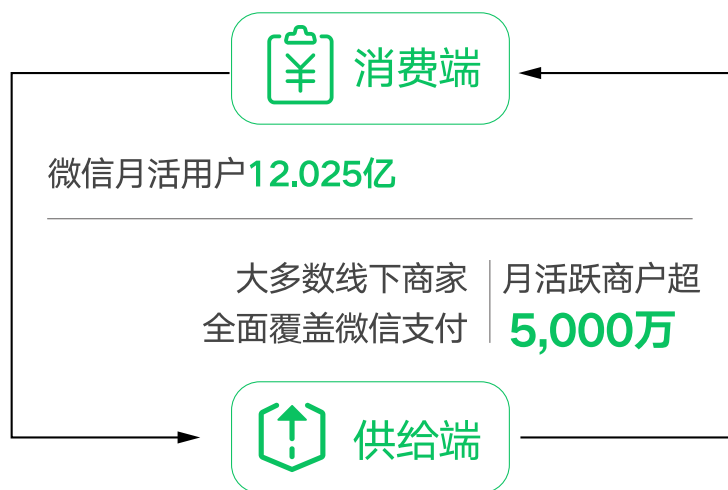 消费端
微信月活用户12.025亿
大多数线下商家
全面覆盖微信支付
月活跃商户超
5,000万
供给端